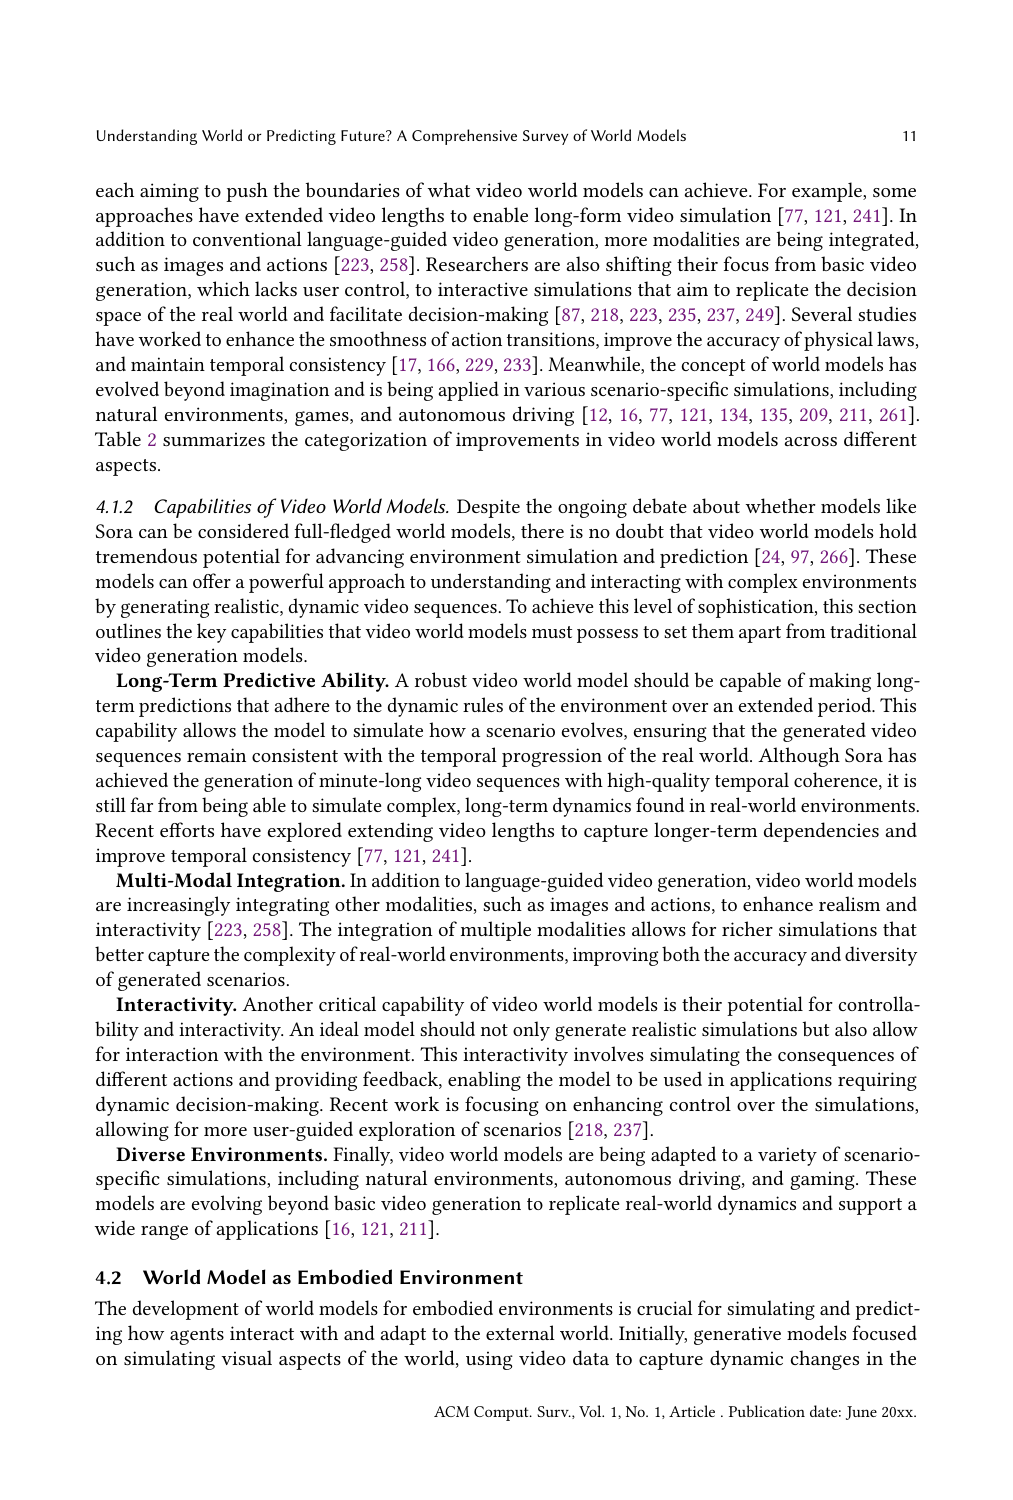 Understanding World or Predicting Future? A Comprehensive Survey of World Models 11
each aiming to push the boundaries of what video world models can achieve. For example, some
approaches have extended video lengths to enable long-form video simulation [77, 121, 241]. In
addition to conventional language-guided video generation, more modalities are being integrated,
such as images and actions [223, 258]. Researchers are also shifting their focus from basic video
generation, which lacks user control, to interactive simulations that aim to replicate the decision
space of the real world and facilitate decision-making [87, 218, 223, 235, 237, 249]. Several studies
have worked to enhance the smoothness of action transitions, improve the accuracy of physical laws,
and maintain temporal consistency [17, 166, 229, 233]. Meanwhile, the concept of world models has
evolved beyond imagination and is being applied in various scenario-specific simulations, including
natural environments, games, and autonomous driving [12, 16, 77, 121, 134, 135, 209, 211, 261].
Table 2 summarizes the categorization of improvements in video world models across different
aspects.
4.1.2 Capabilities of Video World Models. Despite the ongoing debate about whether models like
Sora can be considered full-fledged world models, there is no doubt that video world models hold
tremendous potential for advancing environment simulation and prediction [24, 97, 266]. These
models can offer a powerful approach to understanding and interacting with complex environments
by generating realistic, dynamic video sequences. To achieve this level of sophistication, this section
outlines the key capabilities that video world models must possess to set them apart from traditional
video generation models.
Long-Term Predictive Ability. A robust video world model should be capable of making long-
term predictions that adhere to the dynamic rules of the environment over an extended period. This
capability allows the model to simulate how a scenario evolves, ensuring that the generated video
sequences remain consistent with the temporal progression of the real world. Although Sora has
achieved the generation of minute-long video sequences with high-quality temporal coherence, it is
still far from being able to simulate complex, long-term dynamics found in real-world environments.
Recent efforts have explored extending video lengths to capture longer-term dependencies and
improve temporal consistency [77, 121, 241].
Multi-Modal Integration. In addition to language-guided video generation, video world models
are increasingly integrating other modalities, such as images and actions, to enhance realism and
interactivity [223, 258]. The integration of multiple modalities allows for richer simulations that
better capture the complexity of real-world environments, improving both the accuracy and diversity
of generated scenarios.
Interactivity. Another critical capability of video world models is their potential for controlla-
bility and interactivity. An ideal model should not only generate realistic simulations but also allow
for interaction with the environment. This interactivity involves simulating the consequences of
different actions and providing feedback, enabling the model to be used in applications requiring
dynamic decision-making. Recent work is focusing on enhancing control over the simulations,
allowing for more user-guided exploration of scenarios [218, 237].
Diverse Environments. Finally, video world models are being adapted to a variety of scenario-
specific simulations, including natural environments, autonomous driving, and gaming. These
models are evolving beyond basic video generation to replicate real-world dynamics and support a
wide range of applications [16, 121, 211].
4.2 World Model as Embodied Environment
The development of world models for embodied environments is crucial for simulating and predict-
ing how agents interact with and adapt to the external world. Initially, generative models focused
on simulating visual aspects of the world, using video data to capture dynamic changes in the
ACM Comput. Surv., Vol. 1, No. 1, Article . Publication date: June 20xx.